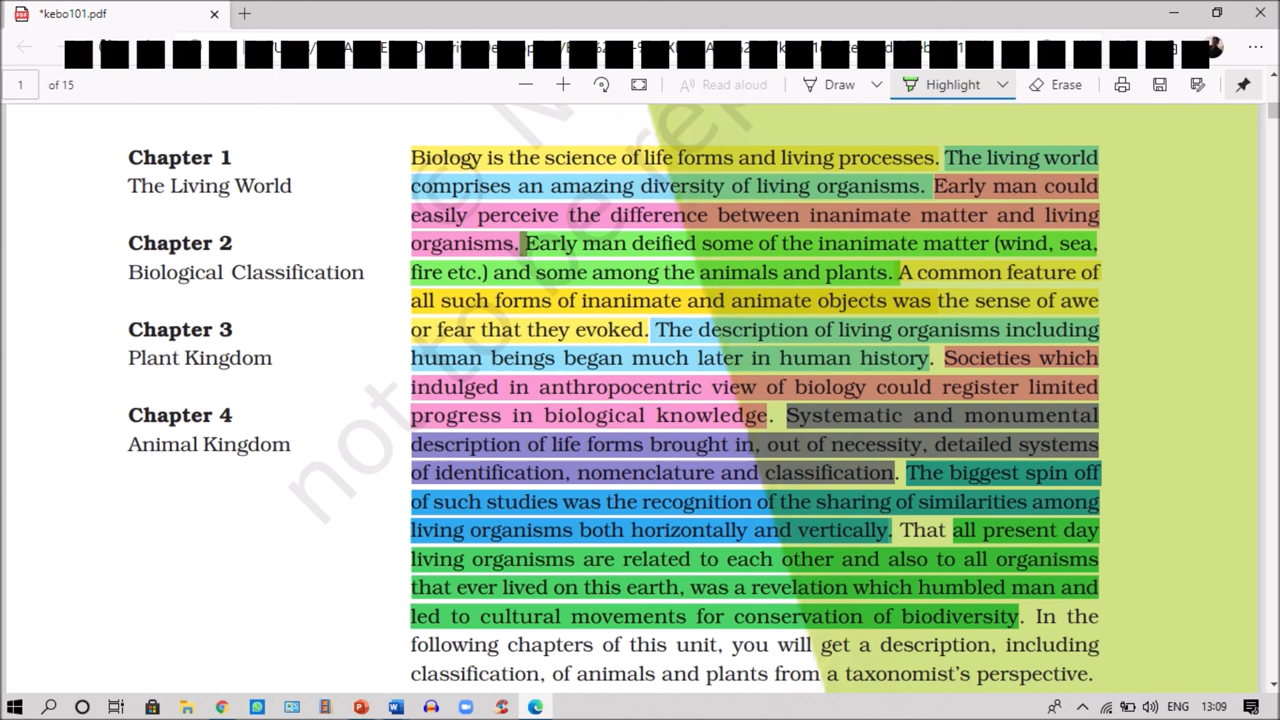 *kebo101.pdf
1 of 15
Read aloud
Draw
Highlight
Erase
Chapter 1
The Living World
Chapter 2
Biological Classification
Chapter 3
Plant Kingdom
Chapter 4
Animal Kingdom
Biology is the science of life forms and living processes. The living world
comprises an amazing diversity of living organisms. Early man could
easily perceive the difference between inanimate matter and living
organisms. Early man deified some of the inanimate matter (wind, sea,
fire etc.) and some among the animals and plants. A common feature of
all such forms of inanimate and animate objects was the sense of awe
or fear that they evoked. The description of living organisms including
human beings began much later in human history. Societies which
indulged in anthropocentric view of biology could register limited
progress in biological knowledge. Systematic and monumental
description of life forms brought in, out of necessity, detailed systems
of identification, nomenclature and classification. The biggest spin off
of such studies was the recognition of the sharing of similarities among
living organisms both horizontally and vertically. That all present day
living organisms are related to each other and also to all organisms
that ever lived on this earth, was a revelation which humbled man and
led to cultural movements for conservation of biodiversity. In the
following chapters of this unit, you will get a description, including
classification, of animals and plants from a taxonomist's perspective.
not to be rep
ENG
13:09